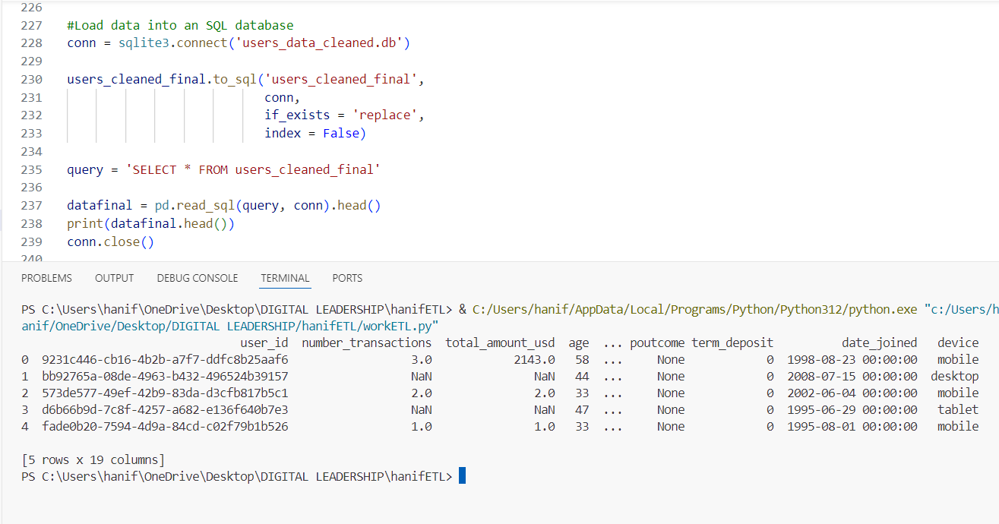 226
227 #Load data into an SQL database
228 conn = sqlite3.connect('users_data_cleaned.db')
229
230 users_cleaned_final.to_sql('users_cleaned_final',
231 conn,
232 if_exists = 'replace',
233 index = False)
234
235 query = 'SELECT * FROM users_cleaned_final'
236
237 datafinal = pd.read_sql(query, conn).head()
238 print(datafinal.head())
239 conn.close()
240
PROBLEMS OUTPUT DEBUG CONSOLE TERMINAL PORTS
PS C:\Users\hanif\OneDrive\Desktop\DIGITAL LEADERSHIP\hanifETL> & C:/Users/hanif/AppData/Local/Programs/Python/Python312/python.exe "c:/Users/h
anif/OneDrive/Desktop/DIGITAL LEADERSHIP/hanifETL/workETL.py"
user_id number_transactions total_amount_usd age ... poutcome term_deposit date_joined device
0 9231c446-cb16-4b2b-a7f7-ddfc8b25aaf6 3.0 2143.0 58 ... None 0 1998-08-23 00:00:00 mobile
1 bb92765a-08de-4963-b432-496524b39157 NaN NaN 44 ... None 0 2008-07-15 00:00:00 desktop
2 573de577-49ef-42b9-83da-d3cfb817b5c1 2.0 2.0 33 ... None 0 2002-06-04 00:00:00 mobile
3 d6b66b9d-7c8f-4257-a682-e136f640b7e3 NaN NaN 47 ... None 0 1995-06-29 00:00:00 tablet
4 fade0b20-7594-4d9a-84cd-c02f79b1b526 1.0 1.0 33 ... None 0 1995-08-01 00:00:00 mobile
[5 rows x 19 columns]
PS C:\Users\hanif\OneDrive\Desktop\DIGITAL LEADERSHIP\hanifETL>